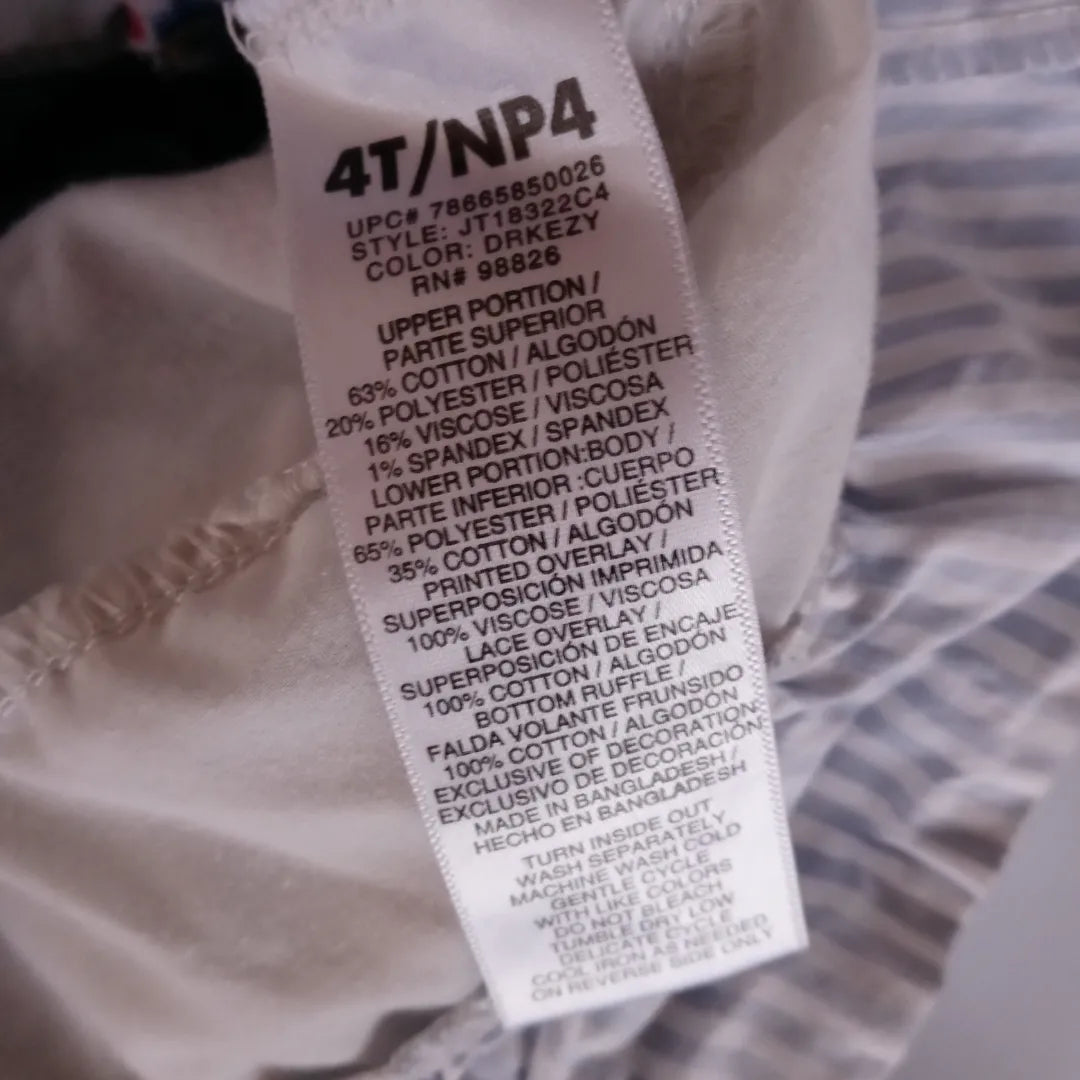 4T/NP4
UPC# 78665850026
STYLE: JT18322C4
COLOR: DRKEZY
RN# 98826
UPPER PORTION /
PARTE SUPERIOR
63% COTTON / ALGODÓN
20% POLYESTER / POLIÉSTER
16% VISCOSE / VISCOSA
1% SPANDEX / SPANDEX
LOWER PORTION:BODY /
PARTE INFERIOR :CUERPO
65% POLYESTER / POLIÉSTER
35% COTTON / ALGODÓN
PRINTED OVERLAY /
SUPERPOSICIÓN IMPRIMIDA
100% VISCOSE / VISCOSA
LACE OVERLAY /
SUPERPOSICIÓN DE ENCAJE
100% COTTON / ALGODÓN
BOTTOM RUFFLE /
FALDA VOLANTE FRUNSIDO
100% COTTON / ALGODÓN
EXCLUSIVE OF DECORATION
EXCLUSIVO DE DECORACIÓN
MADE IN BANGLADESH /
HECHO EN BANGLADESH
TURN INSIDE OUT
WASH SEPARATELY
MACHINE WASH COLD
GENTLE CYCLE
WITH LIKE COLORS
DO NOT BLEACH
TUMBLE DRY LOW
DELICATE CYCLE
COOL IRON AS NEEDED
ON REVERSE SIDE ONLY